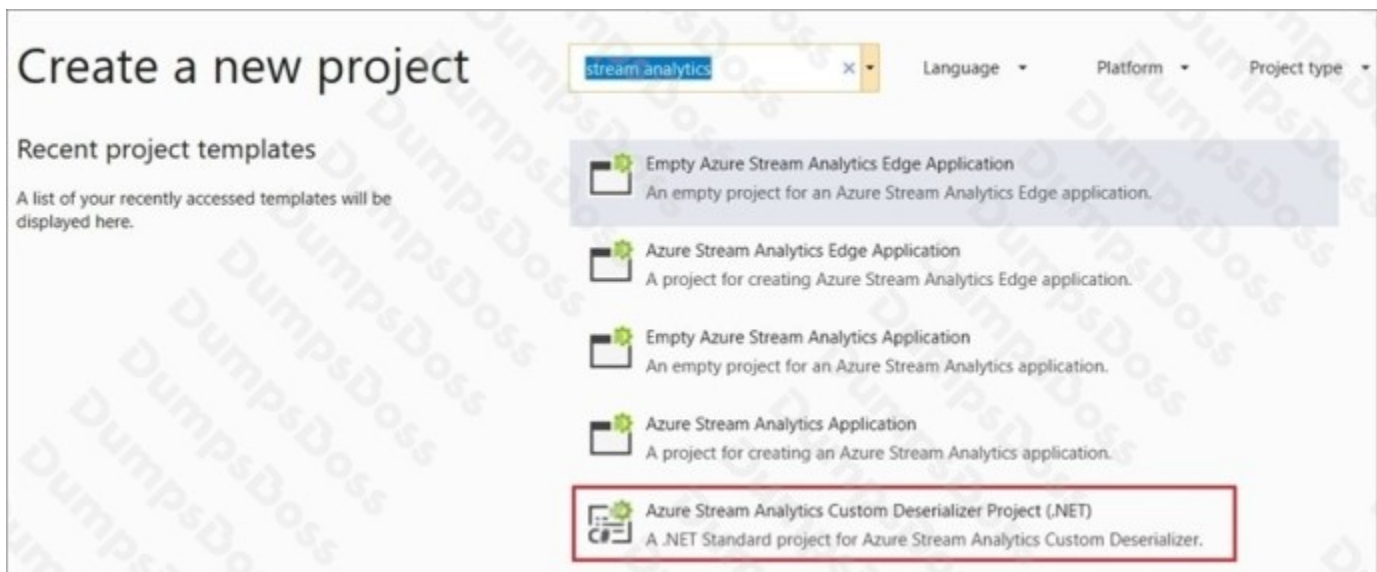 Create a new project
stream analytics
Language
Platform
Project type
Recent project templates
A list of your recently accessed templates will be
displayed here.
Empty Azure Stream Analytics Edge Application
An empty project for an Azure Stream Analytics Edge application.
Azure Stream Analytics Edge Application
A project for creating Azure Stream Analytics Edge application.
Empty Azure Stream Analytics Application
An empty project for an Azure Stream Analytics application.
Azure Stream Analytics Application
A project for creating an Azure Stream Analytics application.
Azure Stream Analytics Custom Deserializer Project (.NET)
C#
A .NET Standard project for Azure Stream Analytics Custom Deserializer.
DumpsDoss